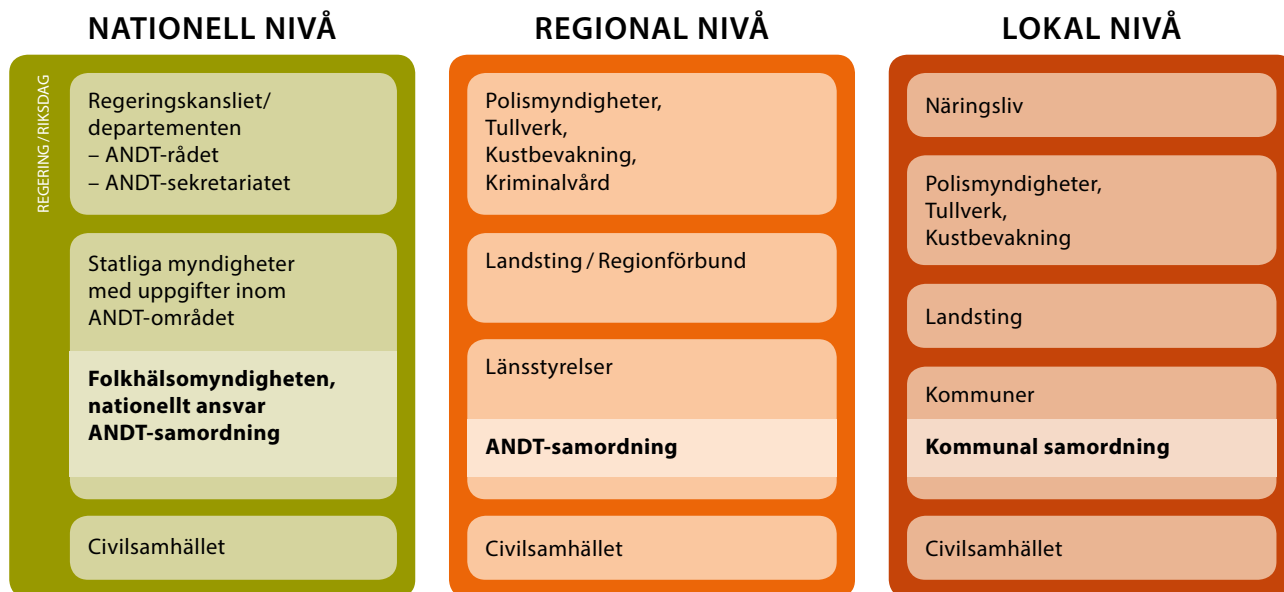 NATIONELL NIVÅ
REGERING / RIKSDAG
Regeringskansliet/
departementen
– ANDT-rådet
– ANDT-sekretariatet
Statliga myndigheter
med uppgifter inom
ANDT-området
Folkhälsomyndigheten,
nationellt ansvar
ANDT-samordning
Civilsamhället
REGIONAL NIVÅ
Polismyndigheter,
Tullverk,
Kustbevakning,
Kriminalvård
Landsting / Regionförbund
Länsstyrelser
ANDT-samordning
Civilsamhället
LOKAL NIVÅ
Näringsliv
Polismyndigheter,
Tullverk,
Kustbevakning
Landsting
Kommuner
Kommunal samordning
Civilsamhället